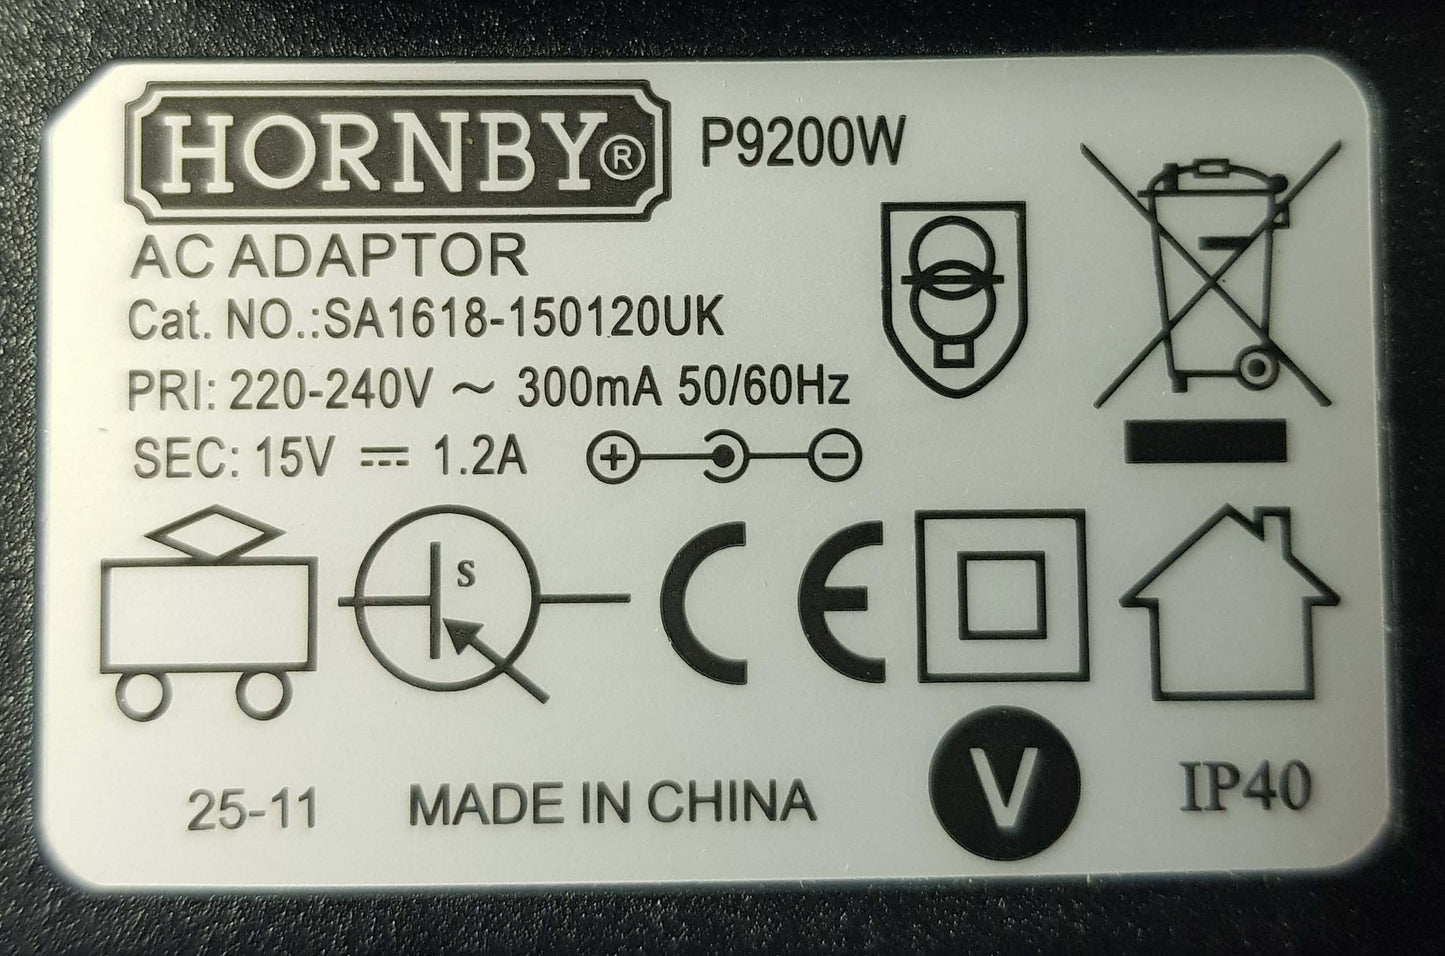 HORNBY®
P9200W
AC ADAPTOR
Cat. NO.:SA1618-150120UK
PRI: 220-240V ~ 300mA 50/60Hz
SEC: 15V ⎓ 1.2A
+ −
s
CE
V
25-11
MADE IN CHINA
IP40